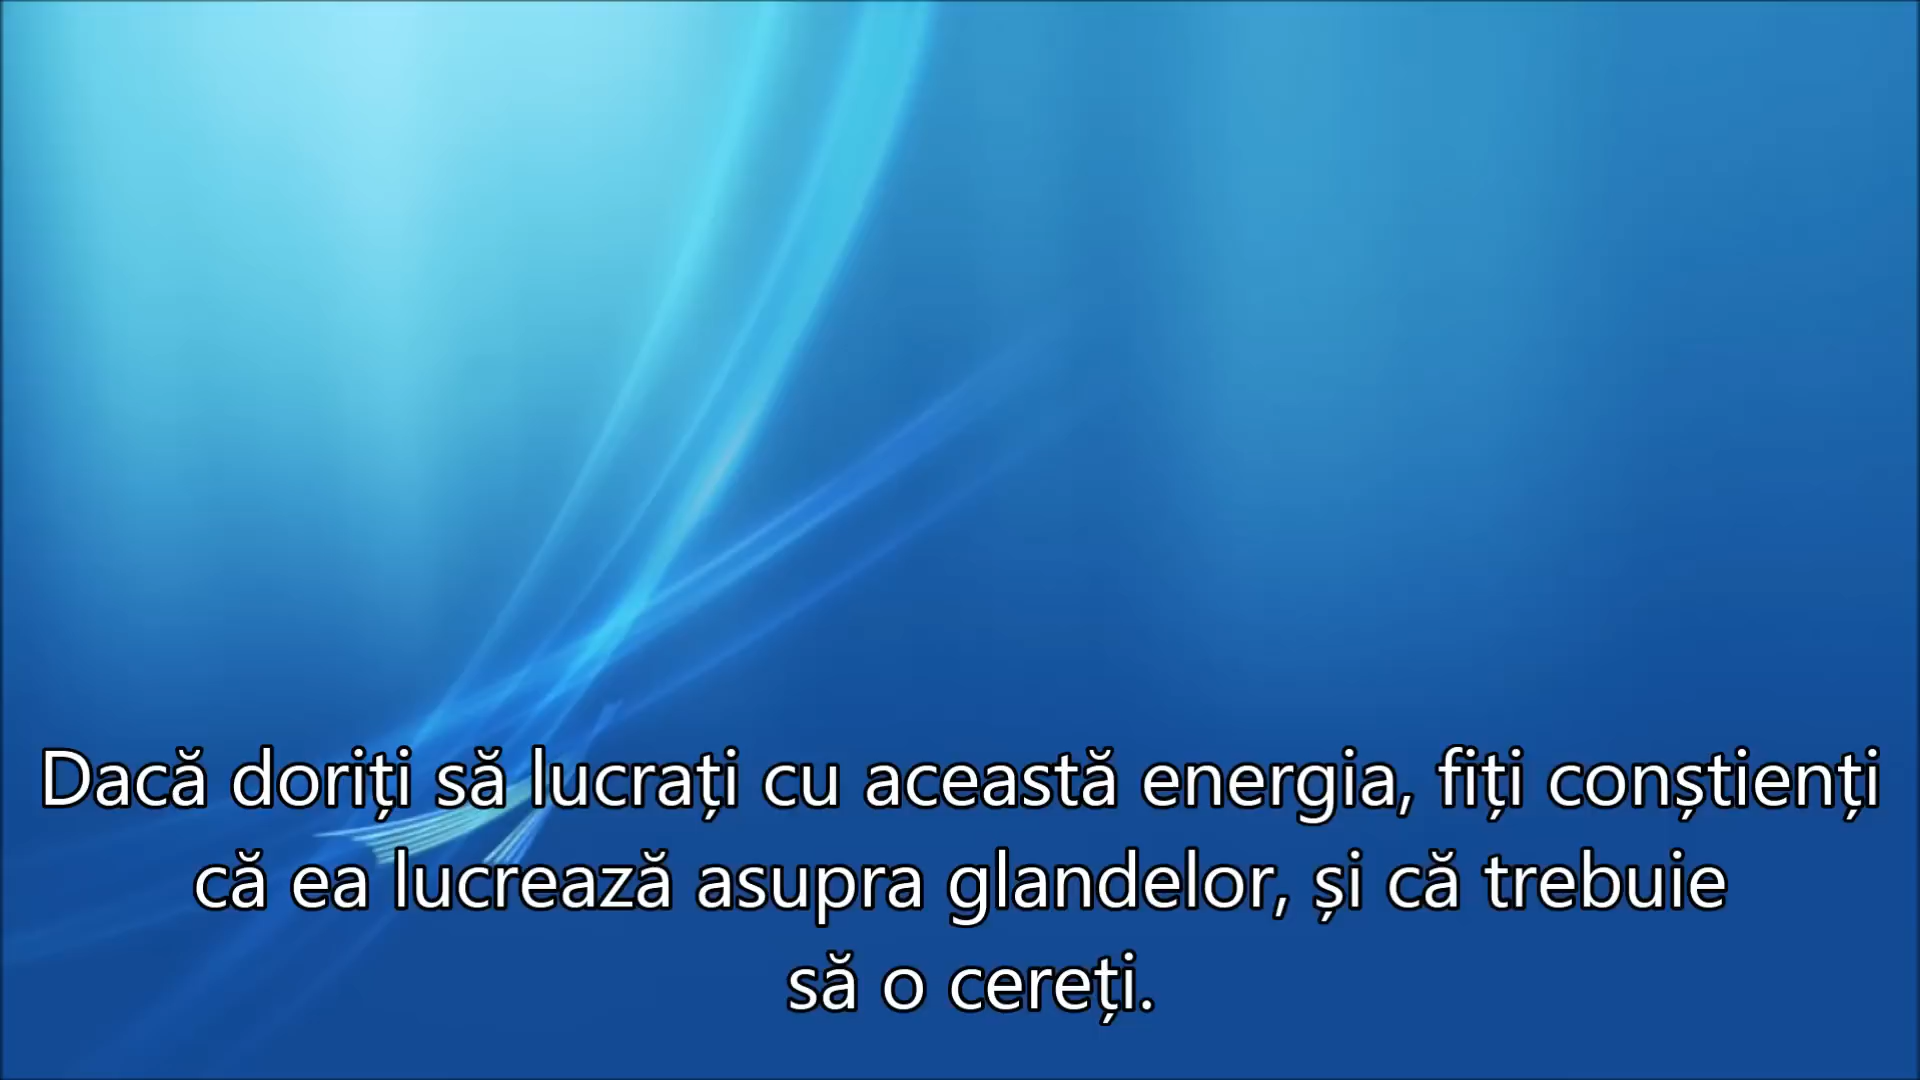 Dacă doriți să lucrați cu această energia, fiți conștienți
că ea lucrează asupra glandelor, și că trebuie
să o cereți.